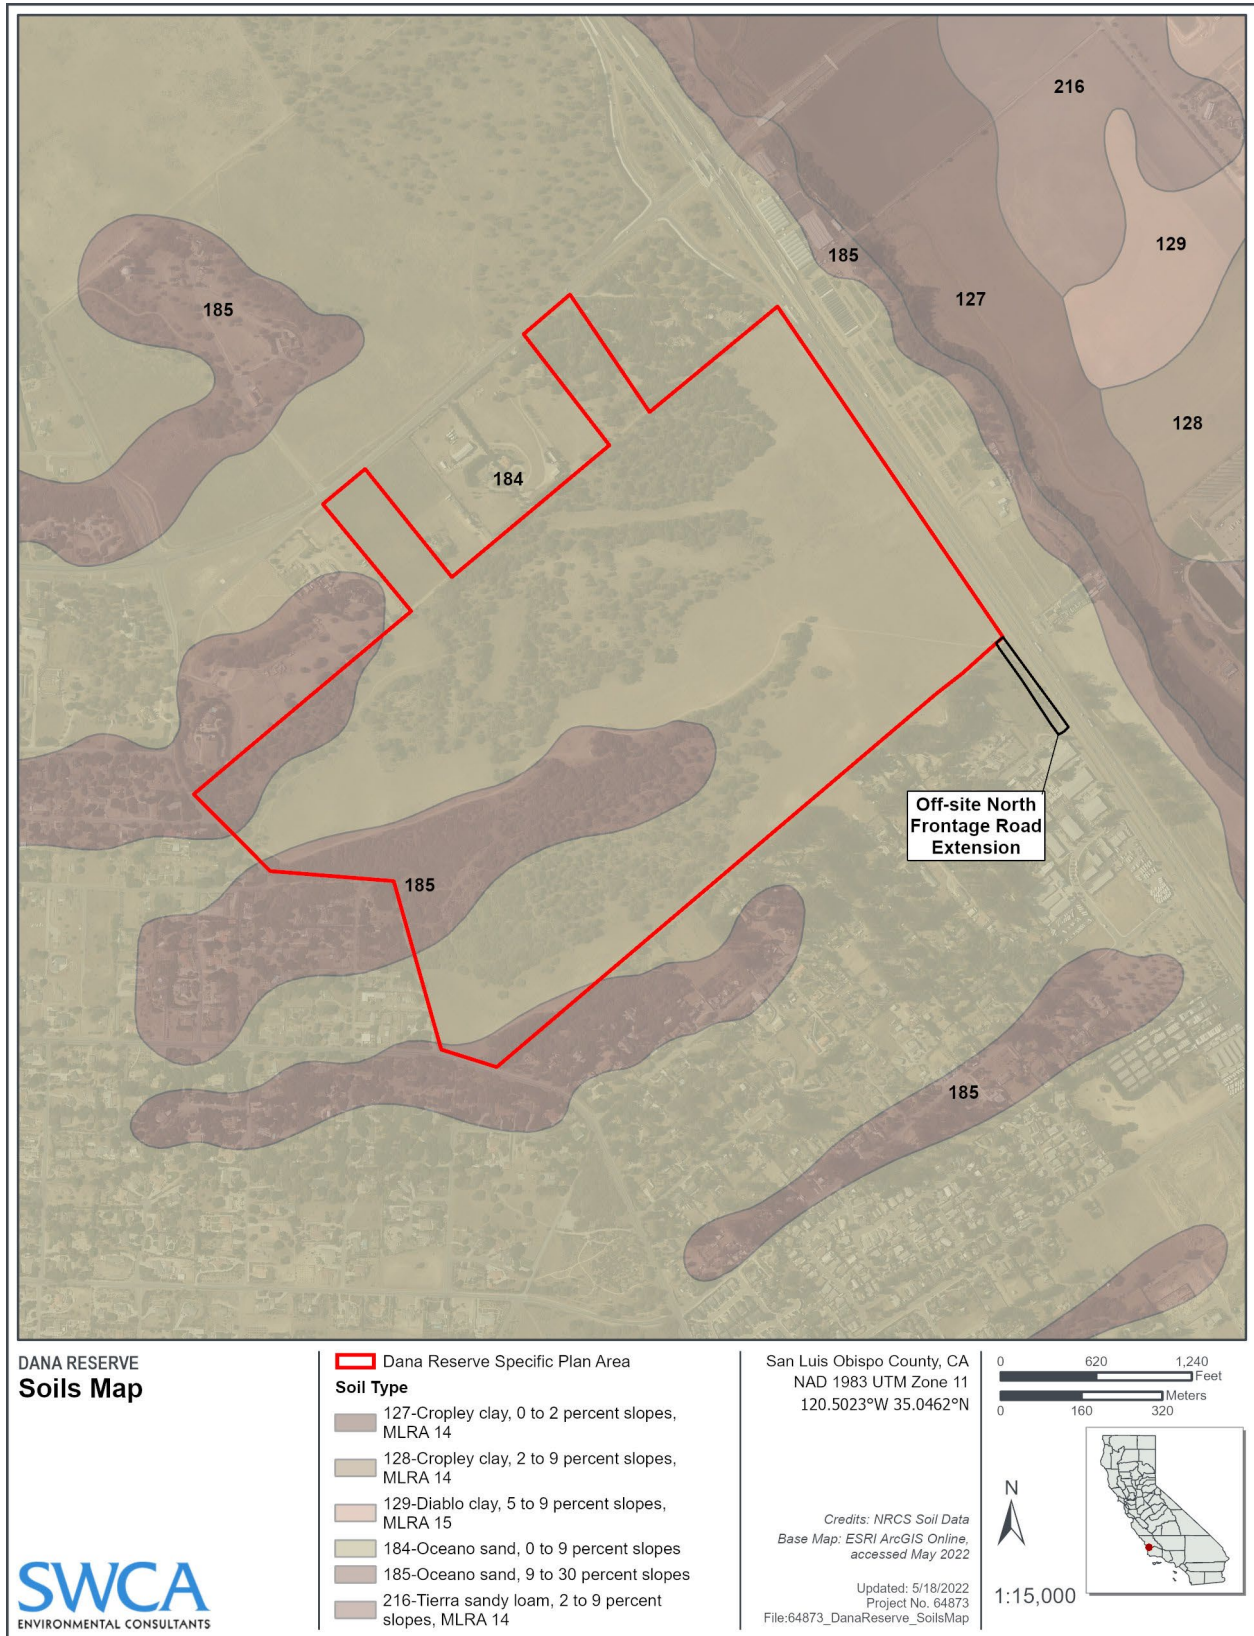 216
129
185
127
185
128
184
Off-site North
Frontage Road
Extension
185
185
DANA RESERVE
Soils Map
SWCA
ENVIRONMENTAL CONSULTANTS
Dana Reserve Specific Plan Area
Soil Type
127-Cropley clay, 0 to 2 percent slopes,
MLRA 14
128-Cropley clay, 2 to 9 percent slopes,
MLRA 14
129-Diablo clay, 5 to 9 percent slopes,
MLRA 15
184-Oceano sand, 0 to 9 percent slopes
185-Oceano sand, 9 to 30 percent slopes
216-Tierra sandy loam, 2 to 9 percent
slopes, MLRA 14
San Luis Obispo County, CA
NAD 1983 UTM Zone 11
120.5023°W 35.0462°N
Credits: NRCS Soil Data
Base Map: ESRI ArcGIS Online,
accessed May 2022
Updated: 5/18/2022
Project No. 64873
File:64873_DanaReserve_SoilsMap
0 620 1,240
Feet
Meters
0 160 320
N
1:15,000